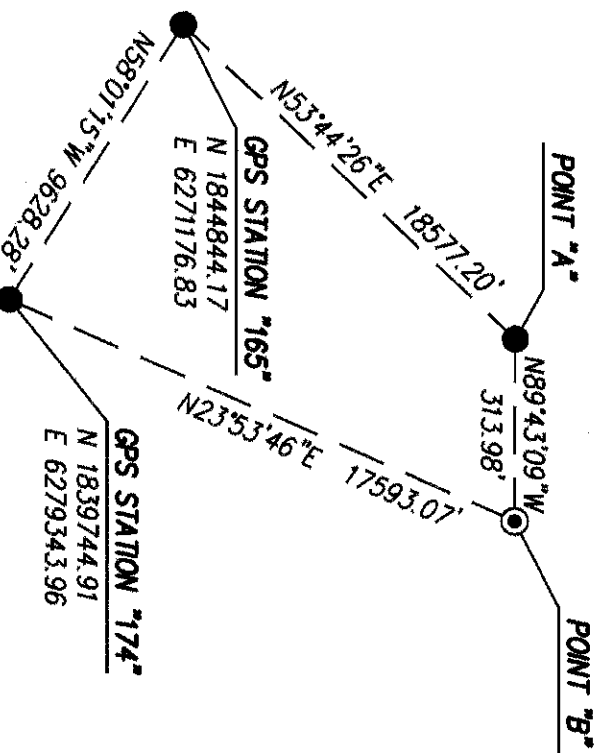 POINT "A"
N89°43'09"W
313.98'
POINT "B"
N53°44'26"E 18577.20'
GPS STATION "165"
N 1844844.17
E 6271176.83
N23°53'46"E 17593.07'
N58°01'15"W 9628.28'
GPS STATION "174"
N 1839744.91
E 6279343.96